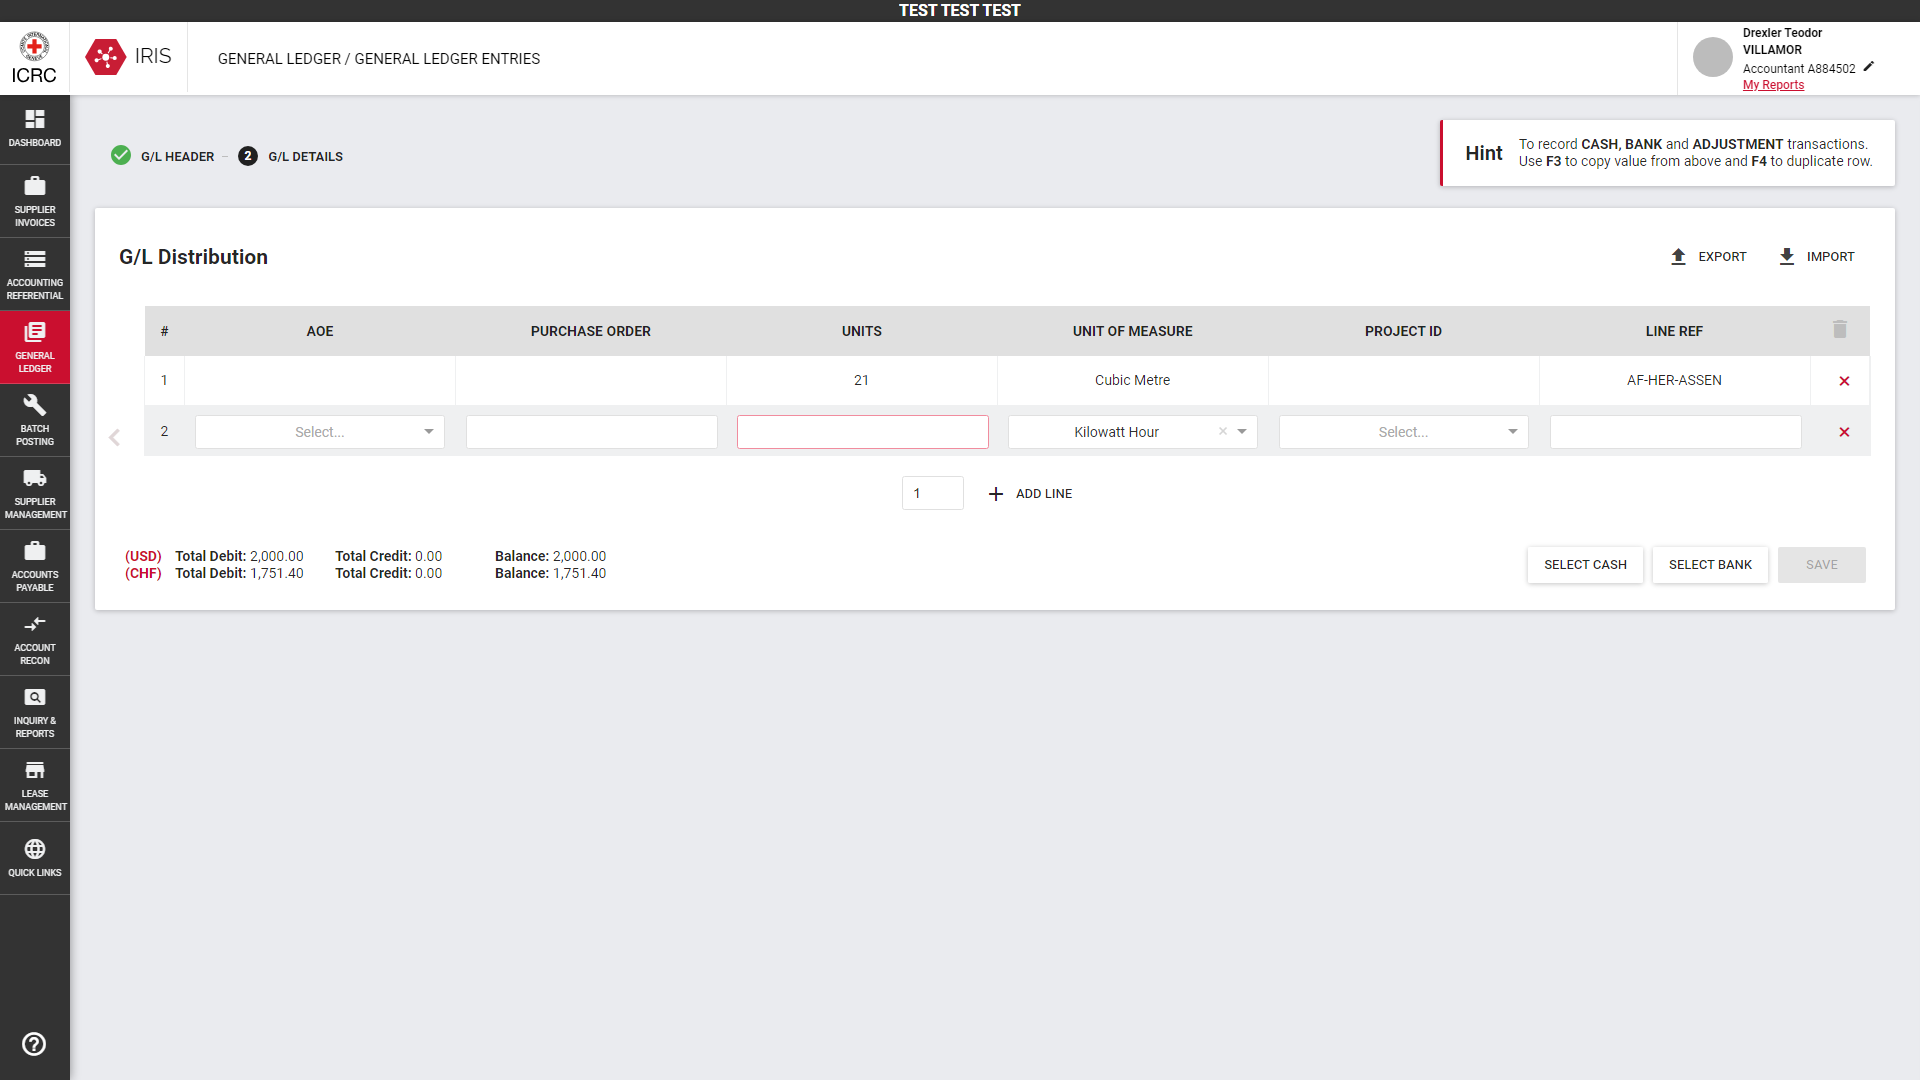 TEST TEST TEST
ICRC
IRIS
GENERAL LEDGER / GENERAL LEDGER ENTRIES
Drexler Teodor
VILLAMOR
Accountant A884502
My Reports
DASHBOARD
SUPPLIER
INVOICES
ACCOUNTING
REFERENTIAL
GENERAL
LEDGER
BATCH
POSTING
SUPPLIER
MANAGEMENT
ACCOUNTS
PAYABLE
ACCOUNT
RECON
INQUIRY &
REPORTS
LEASE
MANAGEMENT
QUICK LINKS
G/L HEADER – 2 G/L DETAILS
Hint
To record CASH, BANK and ADJUSTMENT transactions.
Use F3 to copy value from above and F4 to duplicate row.
G/L Distribution
EXPORT IMPORT
# AOE PURCHASE ORDER UNITS UNIT OF MEASURE PROJECT ID LINE REF
1 21 Cubic Metre AF-HER-ASSEN
2 Select... Kilowatt Hour × Select...
1 + ADD LINE
(USD) Total Debit: 2,000.00 Total Credit: 0.00 Balance: 2,000.00
(CHF) Total Debit: 1,751.40 Total Credit: 0.00 Balance: 1,751.40
SELECT CASH SELECT BANK SAVE